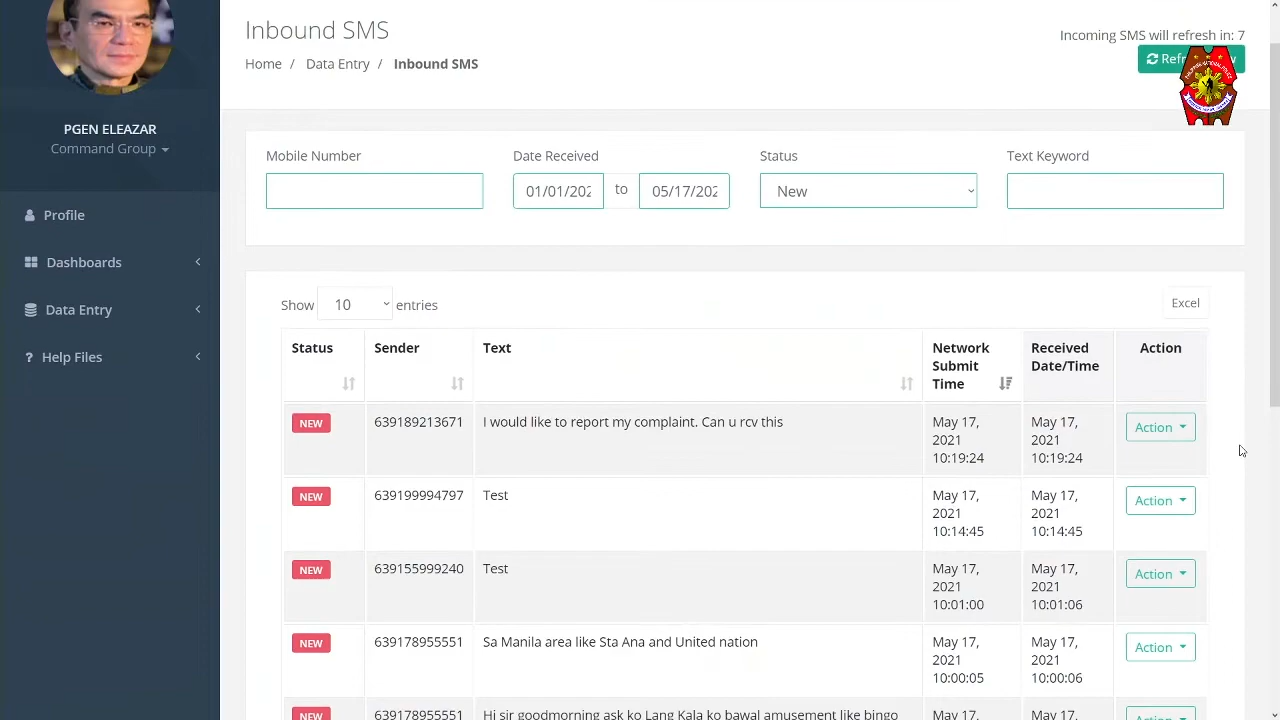 Inbound SMS
Incoming SMS will refresh in: 7
Home / Data Entry / Inbound SMS
PGEN ELEAZAR
Command Group
Profile
Dashboards
Data Entry
Help Files
Mobile Number
Date Received
Status
Text Keyword
01/01/202
to
05/17/202
New
Show 10 entries
Excel
Status
Sender
Text
Network Submit Time
Received Date/Time
Action
NEW
639189213671
I would like to report my complaint. Can u rcv this
May 17,
2021
10:19:24
May 17,
2021
10:19:24
Action
NEW
639199994797
Test
May 17,
2021
10:14:45
May 17,
2021
10:14:45
Action
NEW
639155999240
Test
May 17,
2021
10:01:00
May 17,
2021
10:01:06
Action
NEW
639178955551
Sa Manila area like Sta Ana and United nation
May 17,
2021
10:00:05
May 17,
2021
10:00:06
Action
NEW
639178955551
Hi sir goodmorning ask ko Lang Kala ko bawal amusement like bingo
May 17,
May 17,
Action